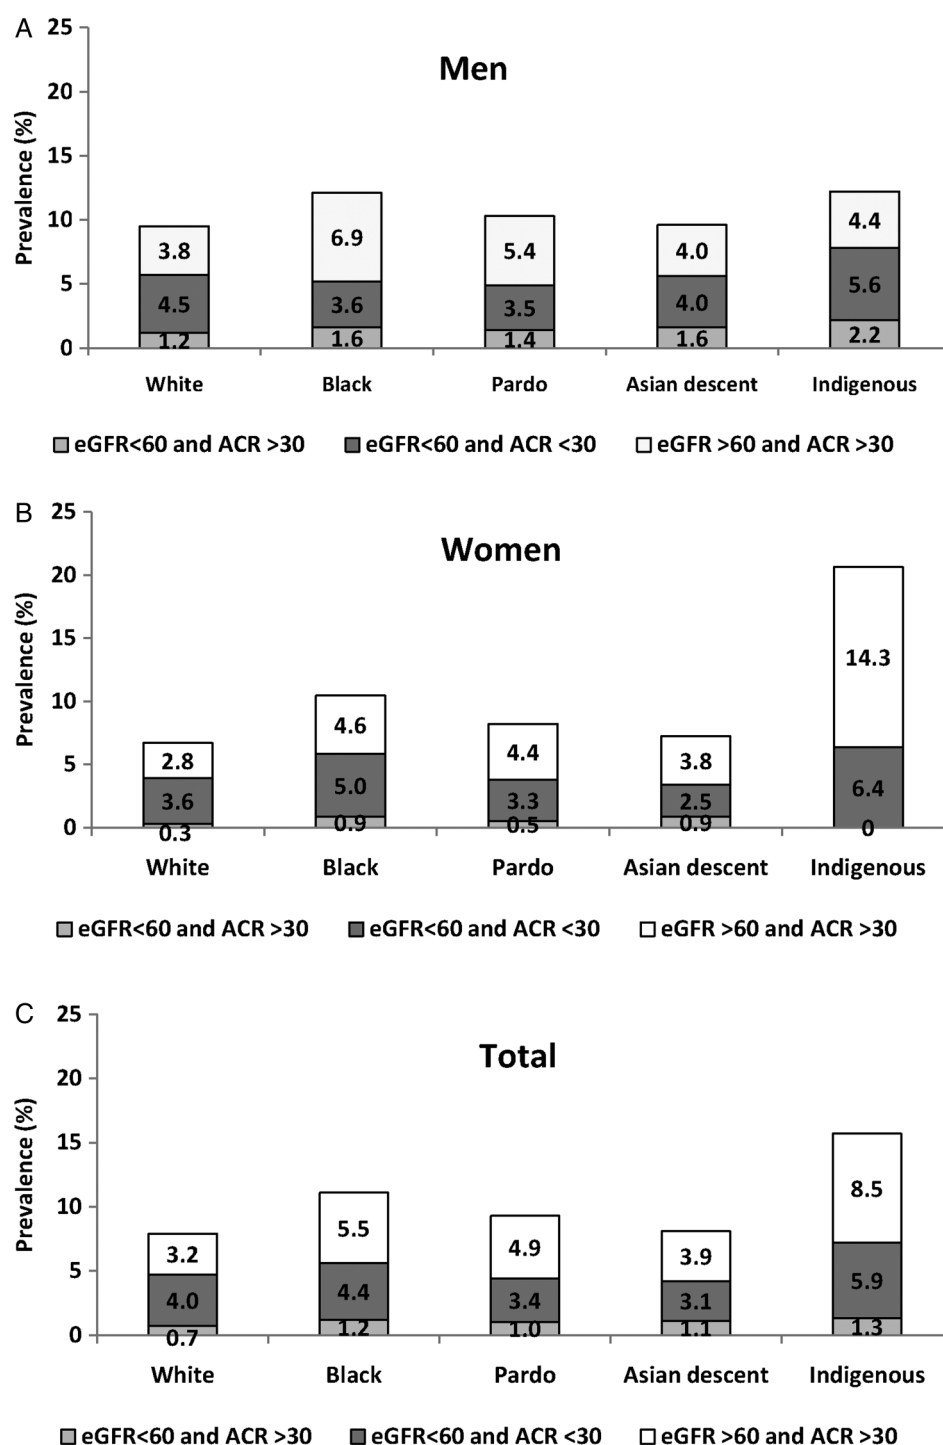 A
25
Men
20
Prevalence (%)
15
10
5
0
3.8
6.9
5.4
4.0
4.4
4.5
3.6
3.5
4.0
5.6
1.2
1.6
1.4
1.6
2.2
White
Black
Pardo
Asian descent
Indigenous
eGFR<60 and ACR >30
eGFR<60 and ACR <30
eGFR >60 and ACR >30
B
25
Women
20
Prevalence (%)
15
10
5
0
2.8
4.6
4.4
3.8
14.3
3.6
5.0
3.3
2.5
6.4
0.3
0.9
0.5
0.9
0
White
Black
Pardo
Asian descent
Indigenous
eGFR<60 and ACR >30
eGFR<60 and ACR <30
eGFR >60 and ACR >30
C
25
Total
20
Prevalence (%)
15
10
5
0
3.2
5.5
4.9
3.9
8.5
4.0
4.4
3.4
3.1
5.9
0.7
1.2
1.0
1.1
1.3
White
Black
Pardo
Asian descent
Indigenous
eGFR<60 and ACR >30
eGFR<60 and ACR <30
eGFR >60 and ACR >30